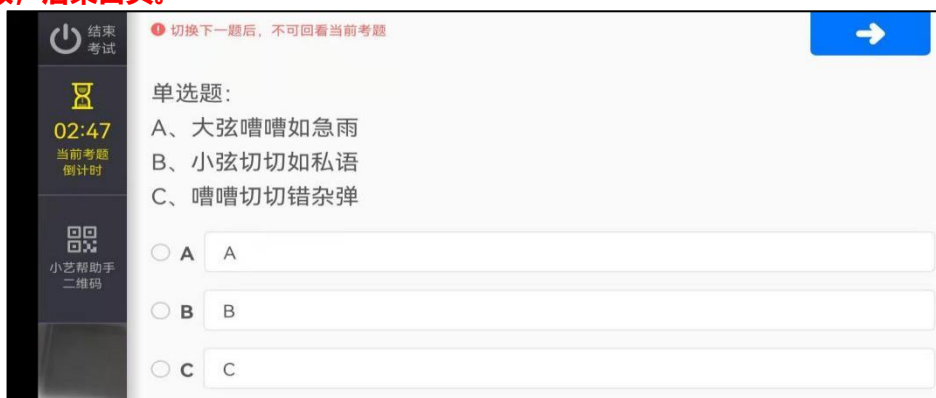 结束
考试
02:47
当前考题
倒计时
小艺帮助手
二维码
切换下一题后，不可回看当前考题
单选题：
A、大弦嘈嘈如急雨
B、小弦切切如私语
C、嘈嘈切切错杂弹
A A
B B
C C